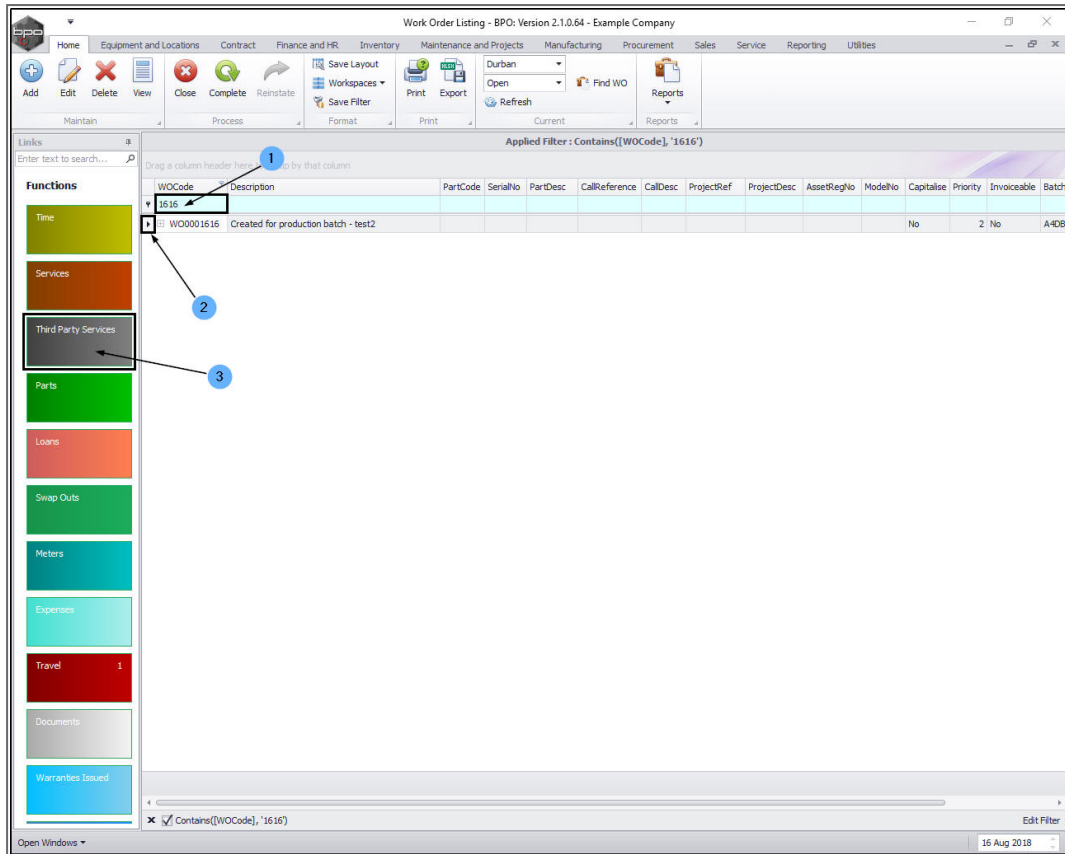 bpo
Work Order Listing - BPO: Version 2.1.0.64 - Example Company
Home Equipment and Locations Contract Finance and HR Inventory Maintenance and Projects Manufacturing Procurement Sales Service Reporting Utilities
Add Edit Delete View Close Complete Reinstate Save Layout Workspaces Save Filter Print Export Durban Open Refresh Find WO Reports
Maintain Process Format Print Current Reports
Links
Applied Filter : Contains([WOCode], '1616')
Enter text to search...
Drag a column header here by that column
1
Functions
WOCode Description PartCode SerialNo PartDesc CallReference CallDesc ProjectRef ProjectDesc AssetRegNo ModelNo Capitalise Priority Invoiceable Batch
1616
WO0001616 Created for production batch - test2 No 2 No A4DB
Time
Services
2
Third Party Services
3
Parts
Loans
Swap Outs
Meters
Expenses
Travel 1
Documents
Warranties Issued
Contains([WOCode], '1616')
Edit Filter
Open Windows
16 Aug 2018